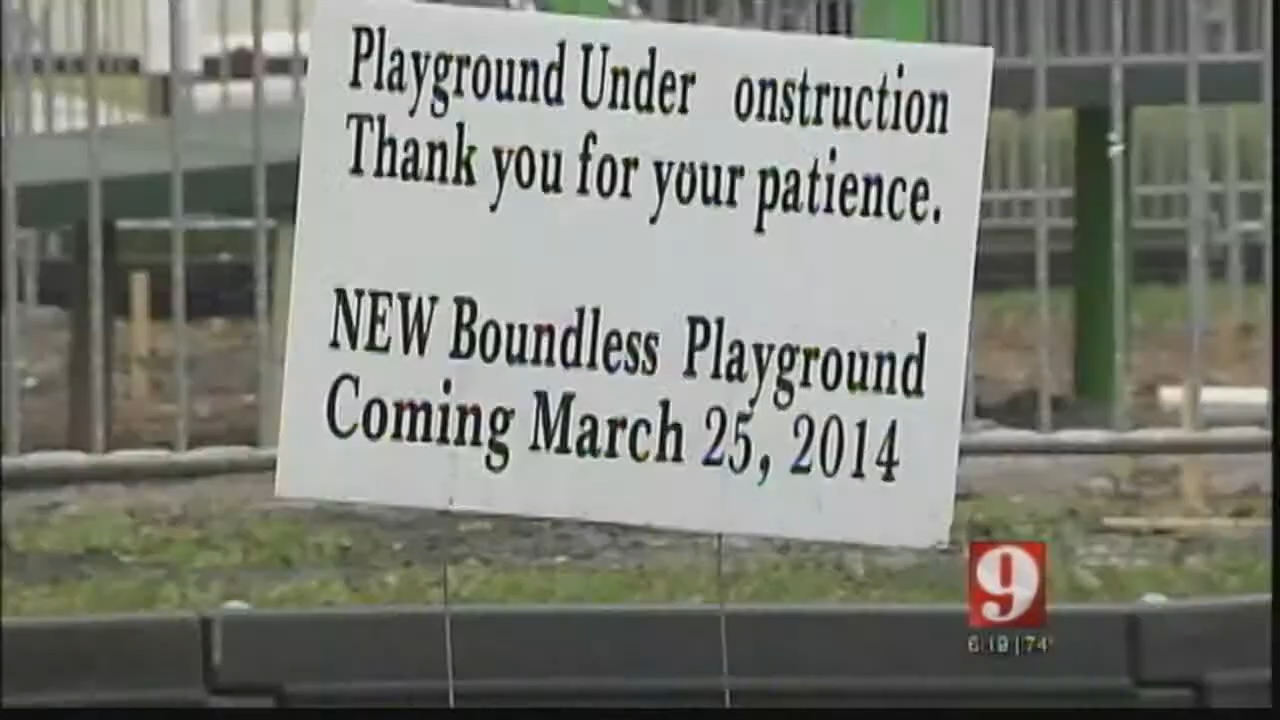 Playground Under onstruction
Thank you for your patience.
NEW Boundless Playground
Coming March 25, 2014
9
6:19 | 74°